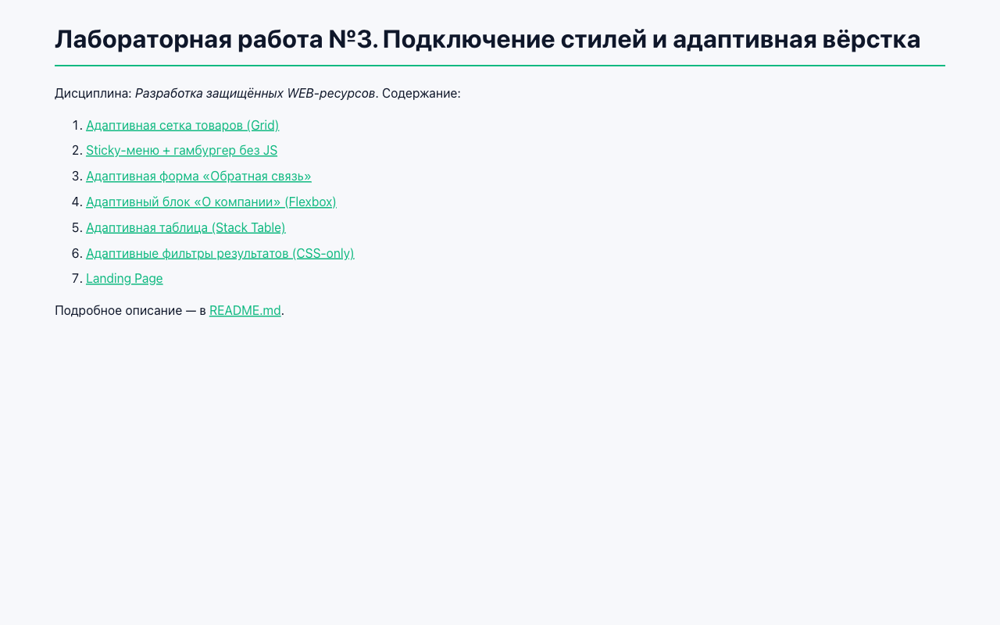 Лабораторная работа №3. Подключение стилей и адаптивная вёрстка
Дисциплина: Разработка защищённых WEB-ресурсов. Содержание:
1. Адаптивная сетка товаров (Grid)
2. Sticky-меню + гамбургер без JS
3. Адаптивная форма «Обратная связь»
4. Адаптивный блок «О компании» (Flexbox)
5. Адаптивная таблица (Stack Table)
6. Адаптивные фильтры результатов (CSS-only)
7. Landing Page
Подробное описание — в README.md.